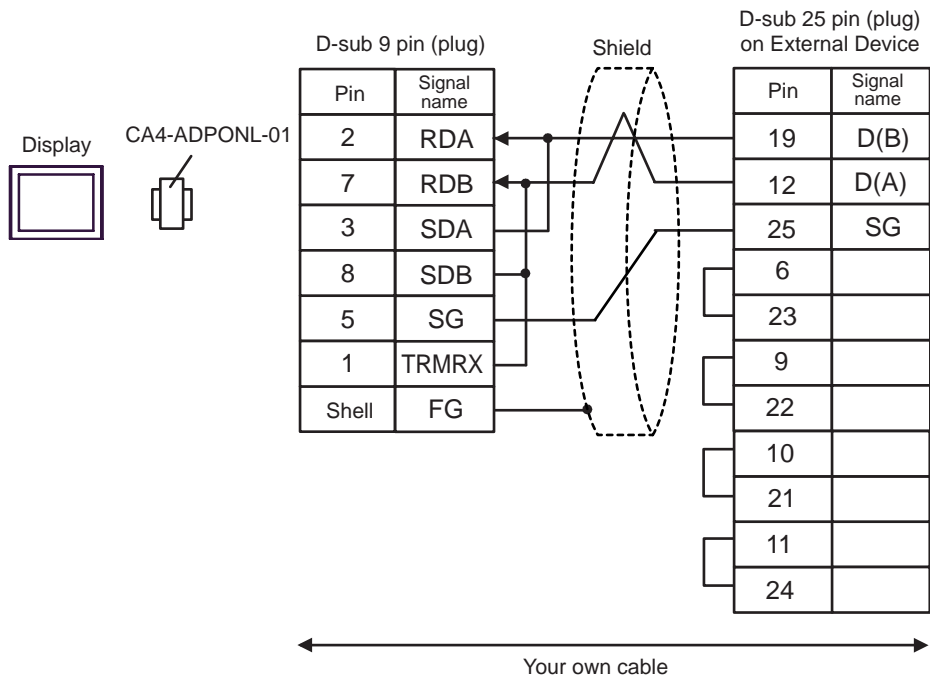 D-sub 25 pin (plug)
on External Device
D-sub 9 pin (plug)
Shield
Display
CA4-ADPONL-01
Pin Signal name
2 RDA
7 RDB
3 SDA
8 SDB
5 SG
1 TRMRX
Shell FG
Pin Signal name
19 D(B)
12 D(A)
25 SG
6
23
9
22
10
21
11
24
Your own cable